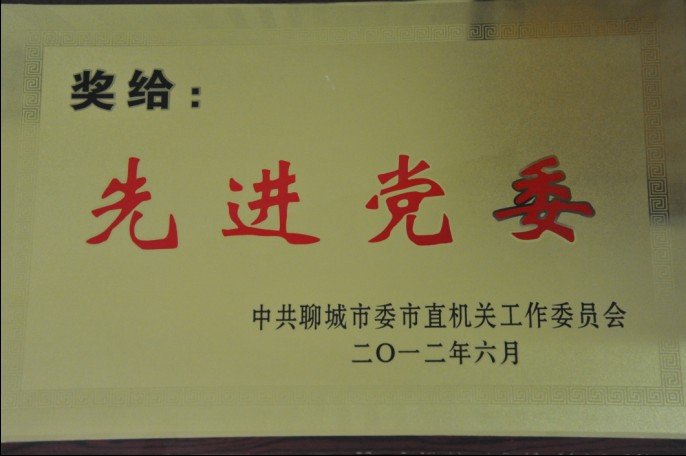 奖给：
先进党委
中共聊城市委市直机关工作委员会
二〇一二年六月